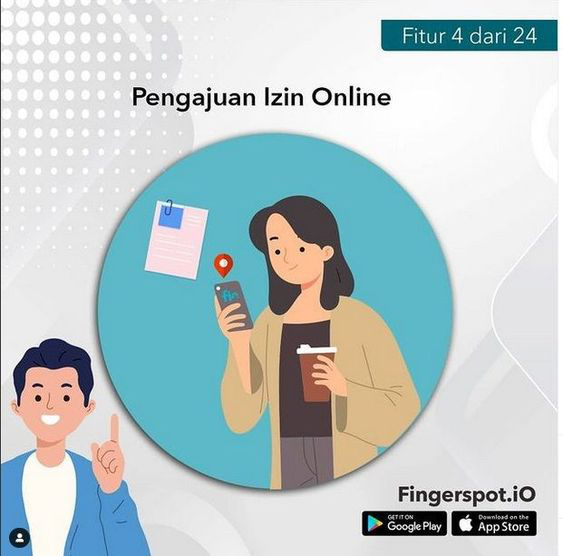 Fitur 4 dari 24
Pengajuan Izin Online
fin
Fingerspot.iO
GET IT ON
Google Play
Download on the
App Store